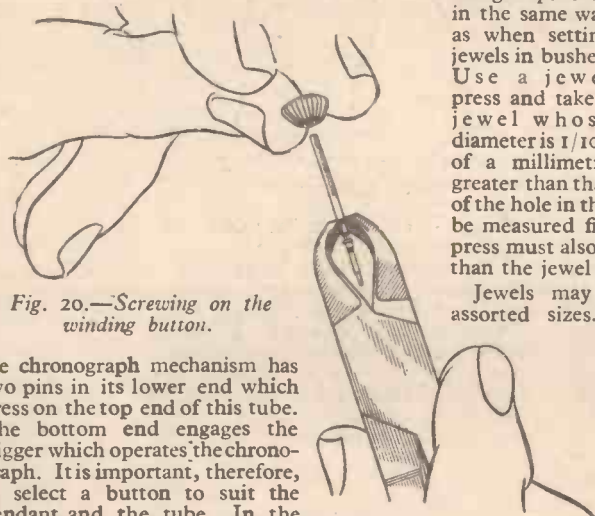 Fig. 20.—Screwing on the
winding button.
e chronograph mechanism has
vo pins in its lower end which
ress on the top end of this tube.
he bottom end engages the
igger which operates the chrono-
aph. It is important, therefore,
select a button to suit the
endant and the tube. In the
in the same wa
as when settin
jewels in bushe
Use a jewe
press and take
jewel whos
diameter is 1/10
of a millimet
greater than tha
of the hole in th
be measured fi
press must also
than the jewel
Jewels may
assorted sizes.